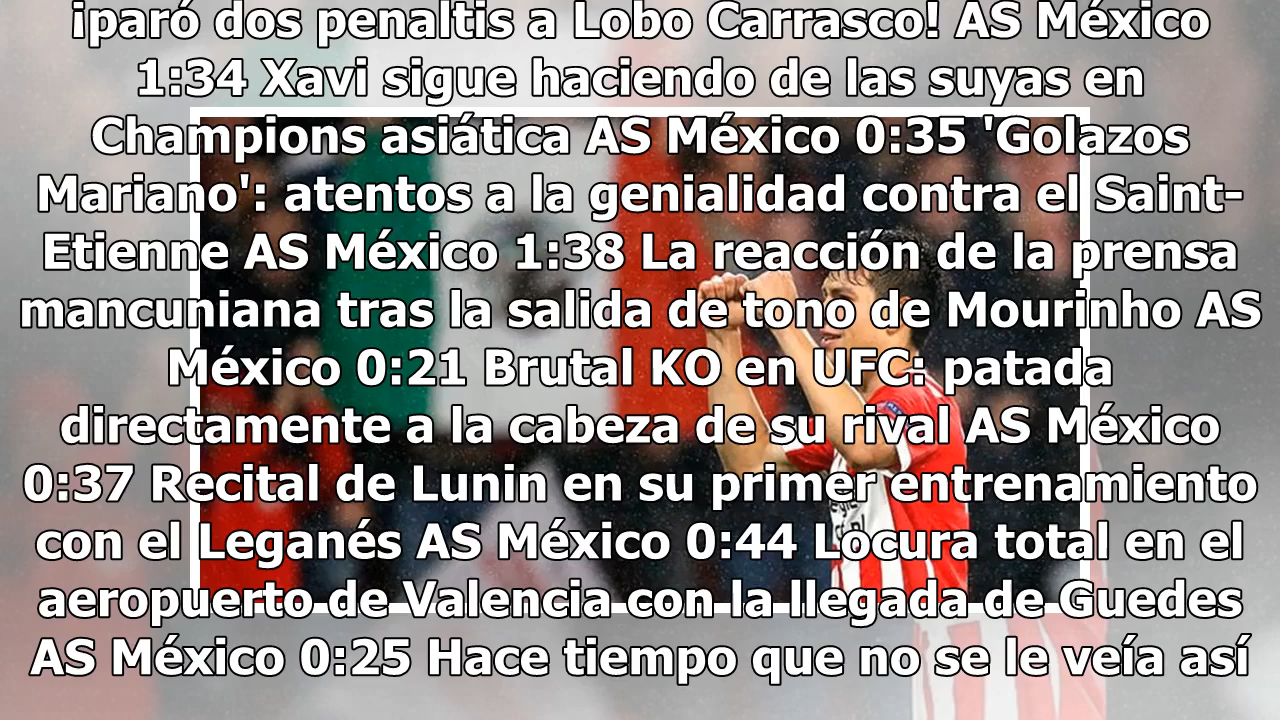 ¡paró dos penaltis a Lobo Carrasco! AS México
1:34 Xavi sigue haciendo de las suyas en
Champions asiática AS México 0:35 'Golazos
Mariano': atentos a la genialidad contra el Saint-
Etienne AS México 1:38 La reacción de la prensa
mancuniana tras la salida de tono de Mourinho AS
México 0:21 Brutal KO en UFC: patada
directamente a la cabeza de su rival AS México
0:37 Recital de Lunin en su primer entrenamiento
con el Leganés AS México 0:44 Locura total en el
aeropuerto de Valencia con la llegada de Guedes
AS México 0:25 Hace tiempo que no se le veía así